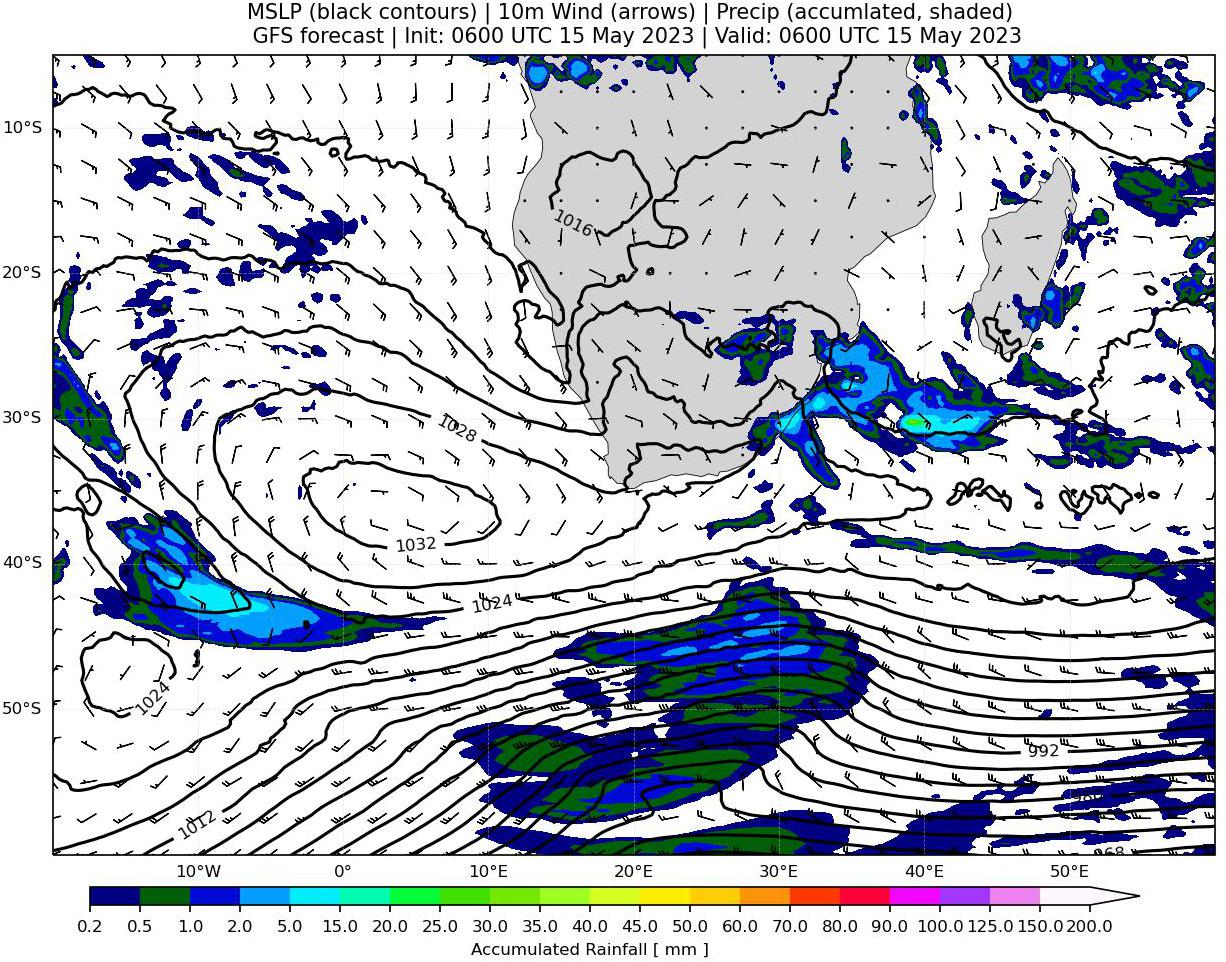 MSLP (black contours) | 10m Wind (arrows) | Precip (accumlated, shaded)
GFS forecast | Init: 0600 UTC 15 May 2023 | Valid: 0600 UTC 15 May 2023
10°S
1016
20°S
30°S
1028
1032
40°S
1024
1024
50°S
992
1012
968
10°W 0° 10°E 20°E 30°E 40°E 50°E
0.2 0.5 1.0 2.0 5.0 10.0 15.0 20.0 25.0 30.0 35.0 40.0 45.0 50.0 60.0 70.0 80.0 90.0 100.0 125.0 150.0 200.0
Accumulated Rainfall [ mm ]